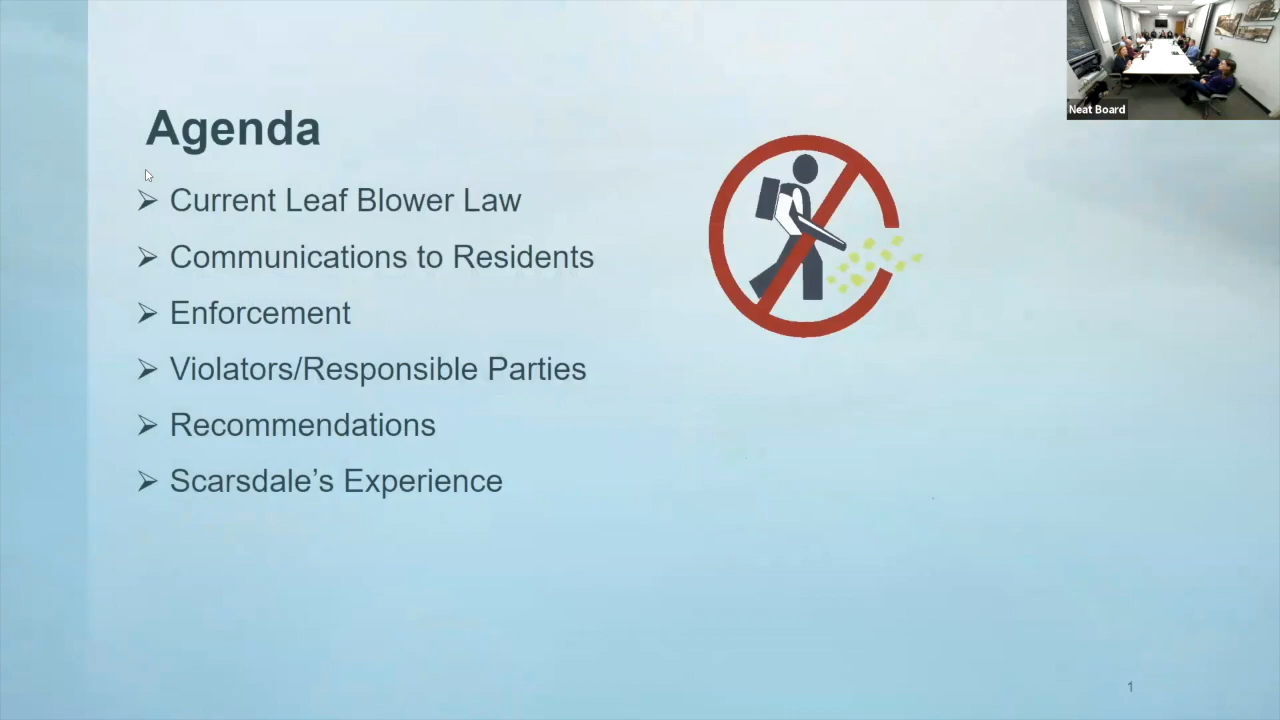 Neat Board
Agenda
Current Leaf Blower Law
Communications to Residents
Enforcement
Violators/Responsible Parties
Recommendations
Scarsdale’s Experience
1